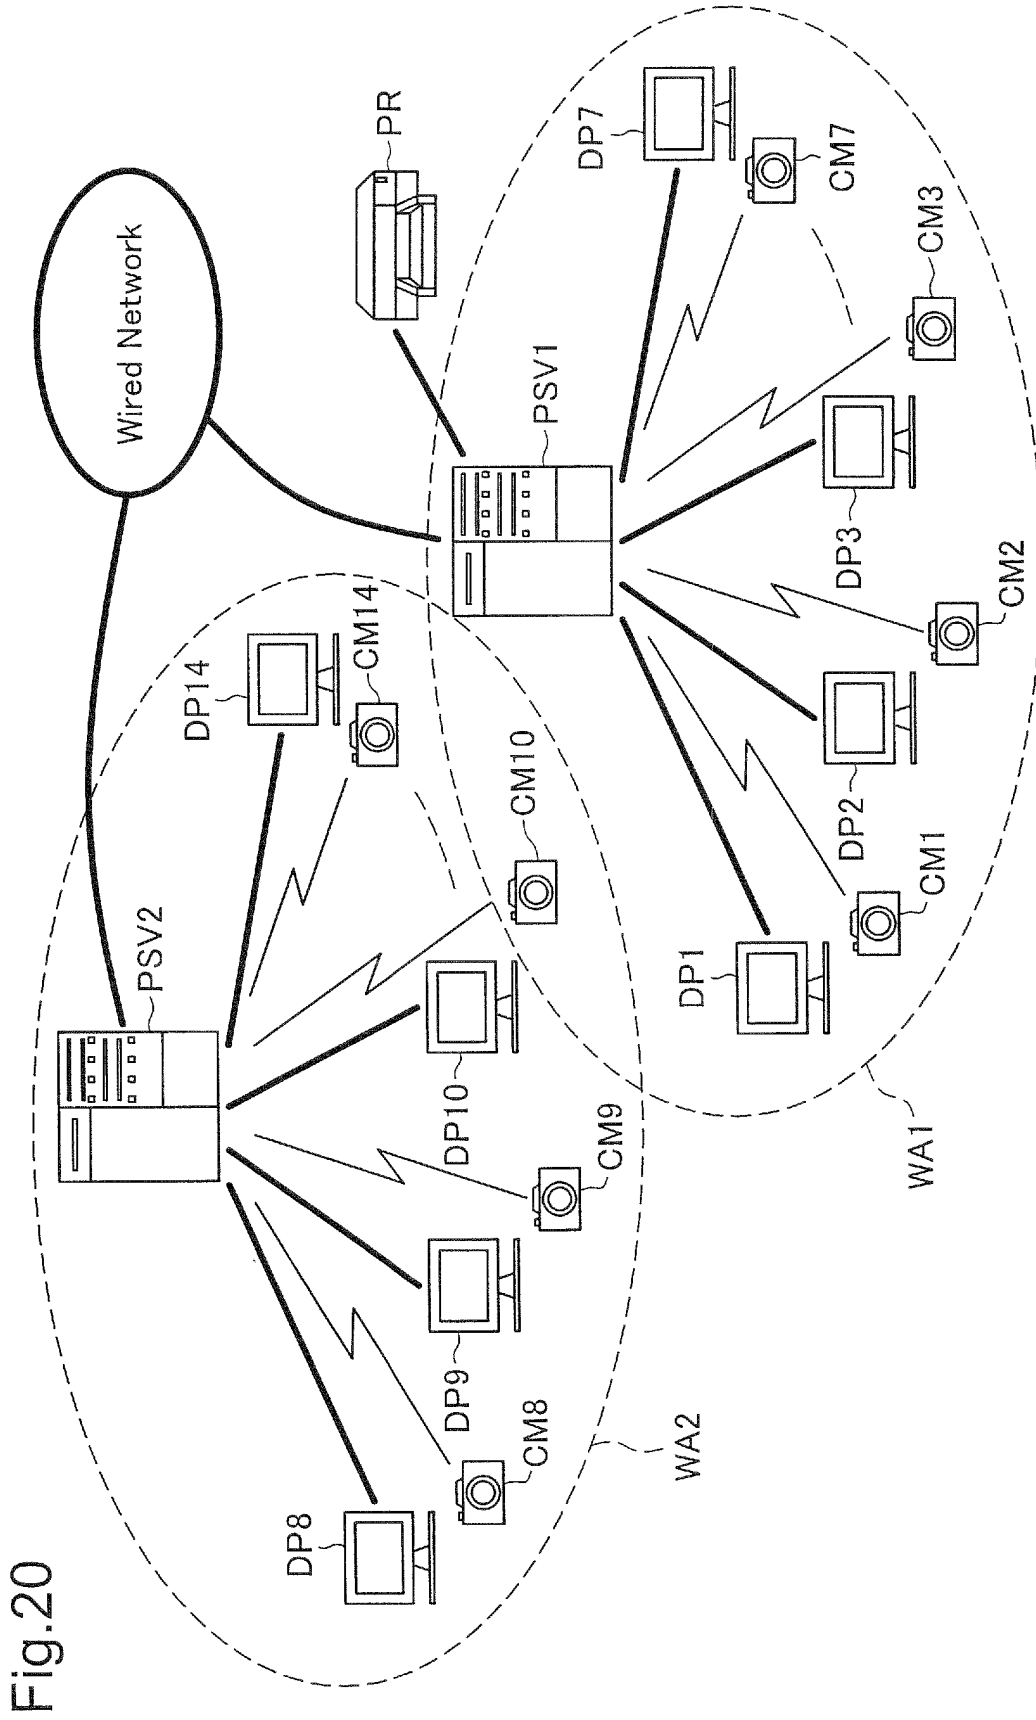 Fig.20
Wired Network
PR
PSV2
PSV1
DP14
CM14
DP7
CM7
DP8
CM8
DP9
CM9
DP10
CM10
WA2
DP1
CM1
DP2
CM2
DP3
CM3
WA1